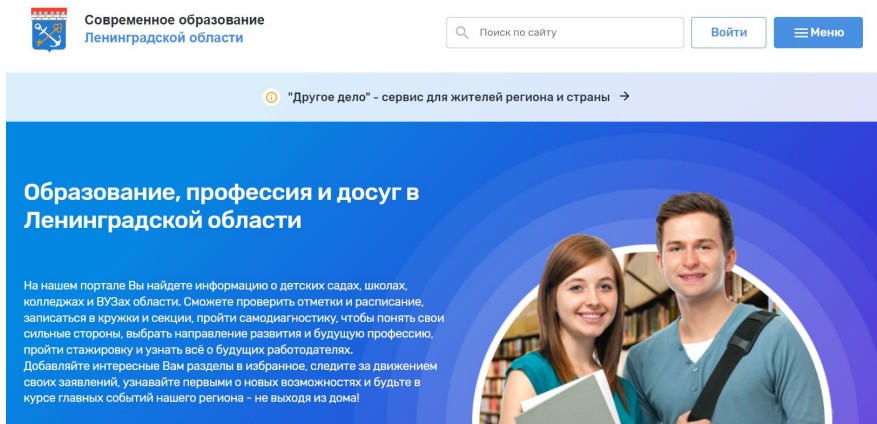 Современное образование
Ленинградской области
Поиск по сайту
Войти
Меню
"Другое дело" - сервис для жителей региона и страны →
Образование, профессия и досуг в
Ленинградской области
На нашем портале Вы найдете информацию о детских садах, школах,
колледжах и ВУЗах области. Сможете проверить отметки и расписание,
записаться в кружки и секции, пройти самодиагностику, чтобы понять свои
сильные стороны, выбрать направление развития и будущую профессию,
пройти стажировку и узнать всё о будущих работодателях.
Добавляйте интересные Вам разделы в избранное, следите за движением
своих заявлений, узнавайте первыми о новых возможностях и будьте в
курсе главных событий нашего региона - не выходя из дома!